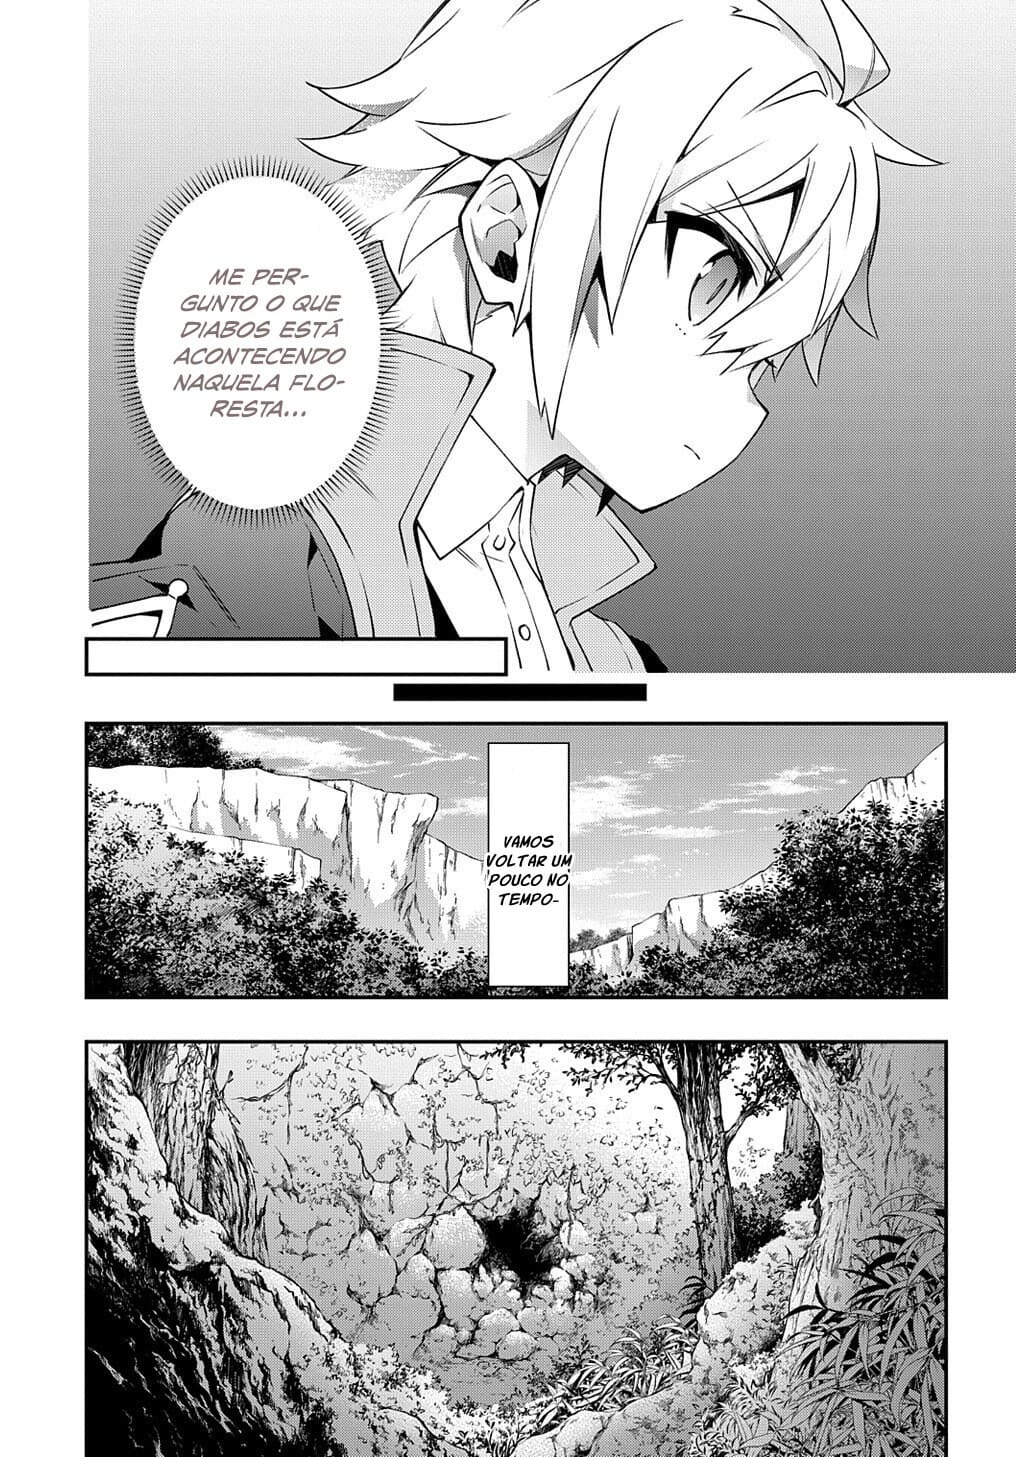 ME PER-
GUNTO O QUE
DIABOS ESTÁ
ACONTECENDO
NAQUELA FLO-
RESTA...
VAMOS
VOLTAR UM
POUCO NO
TEMPO-